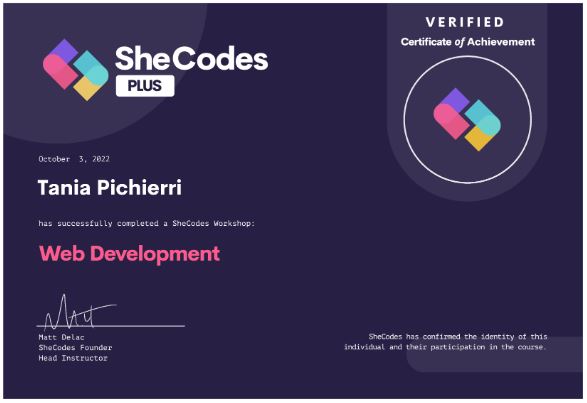 SheCodes
PLUS
VERIFIED
Certificate of Achievement
October 3, 2022
Tania Pichierri
has successfully completed a SheCodes Workshop:
Web Development
Matt Delac
SheCodes Founder
Head Instructor
SheCodes has confirmed the identity of this
individual and their participation in the course.